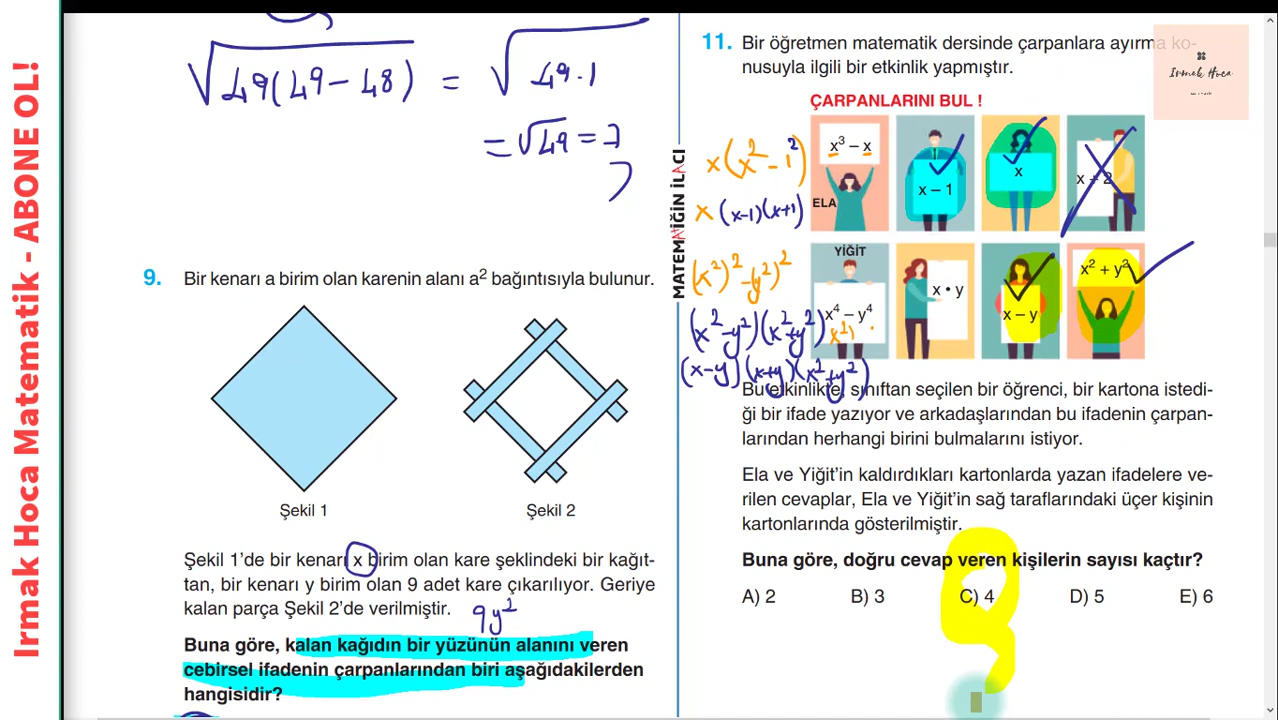 Irmak Hoca Matematik - ABONE OL!
√49(49-48) = √49.1
= √49 = 7
9. Bir kenarı a birim olan karenin alanı a² bağıntısıyla bulunur.
Şekil 1
Şekil 2
Şekil 1'de bir kenarı x birim olan kare şeklindeki bir kağıt-
tan, bir kenarı y birim olan 9 adet kare çıkarılıyor. Geriye
kalan parça Şekil 2'de verilmiştir.
9y²
Buna göre, kalan kağıdın bir yüzünün alanını veren
cebirsel ifadenin çarpanlarından biri aşağıdakilerden
hangisidir?
MATEMATİĞİN İLACI
11. Bir öğretmen matematik dersinde çarpanlara ayırma ko-
nusuyla ilgili bir etkinlik yapmıştır.
Irmak Hoca
ÇARPANLARINI BUL !
x(x²-1²)
x (x-1)(x+1)
x³ – x
ELA
x – 1
x
x + 2
(x²)²-(y²)²
(x²-y²)(x²+y²)
(x-y)(x+y)(x²+y²)
YİĞİT
x⁴ – y⁴
x • y
x – y
x² + y²
Bu etkinlikte, sınıftan seçilen bir öğrenci, bir kartona istedi-
ği bir ifade yazıyor ve arkadaşlarından bu ifadenin çarpan-
larından herhangi birini bulmalarını istiyor.
Ela ve Yiğit'in kaldırdıkları kartonlarda yazan ifadelere ve-
rilen cevaplar, Ela ve Yiğit'in sağ taraflarındaki üçer kişinin
kartonlarında gösterilmiştir.
Buna göre, doğru cevap veren kişilerin sayısı kaçtır?
A) 2 B) 3 C) 4 D) 5 E) 6